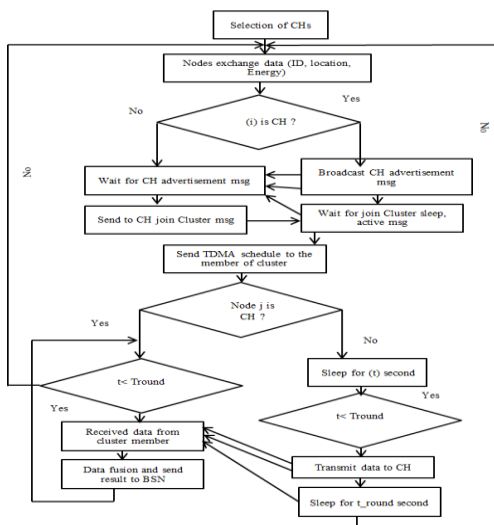 Selection of CHs
Nodes exchange data (ID, location,
Energy)
No
Yes
(i) is CH ?
No
No
Wait for CH advertisement msg
Broadcast CH advertisement
msg
Send to CH join Cluster msg
Wait for join Cluster sleep,
active msg
Send TDMA schedule to the
member of cluster
Node j is
CH ?
Yes
No
Sleep for (t) second
t< Tround
Yes
t< Tround
Yes
Received data from
cluster member
Transmit data to CH
Data fusion and send
result to BSN
Sleep for t_round second